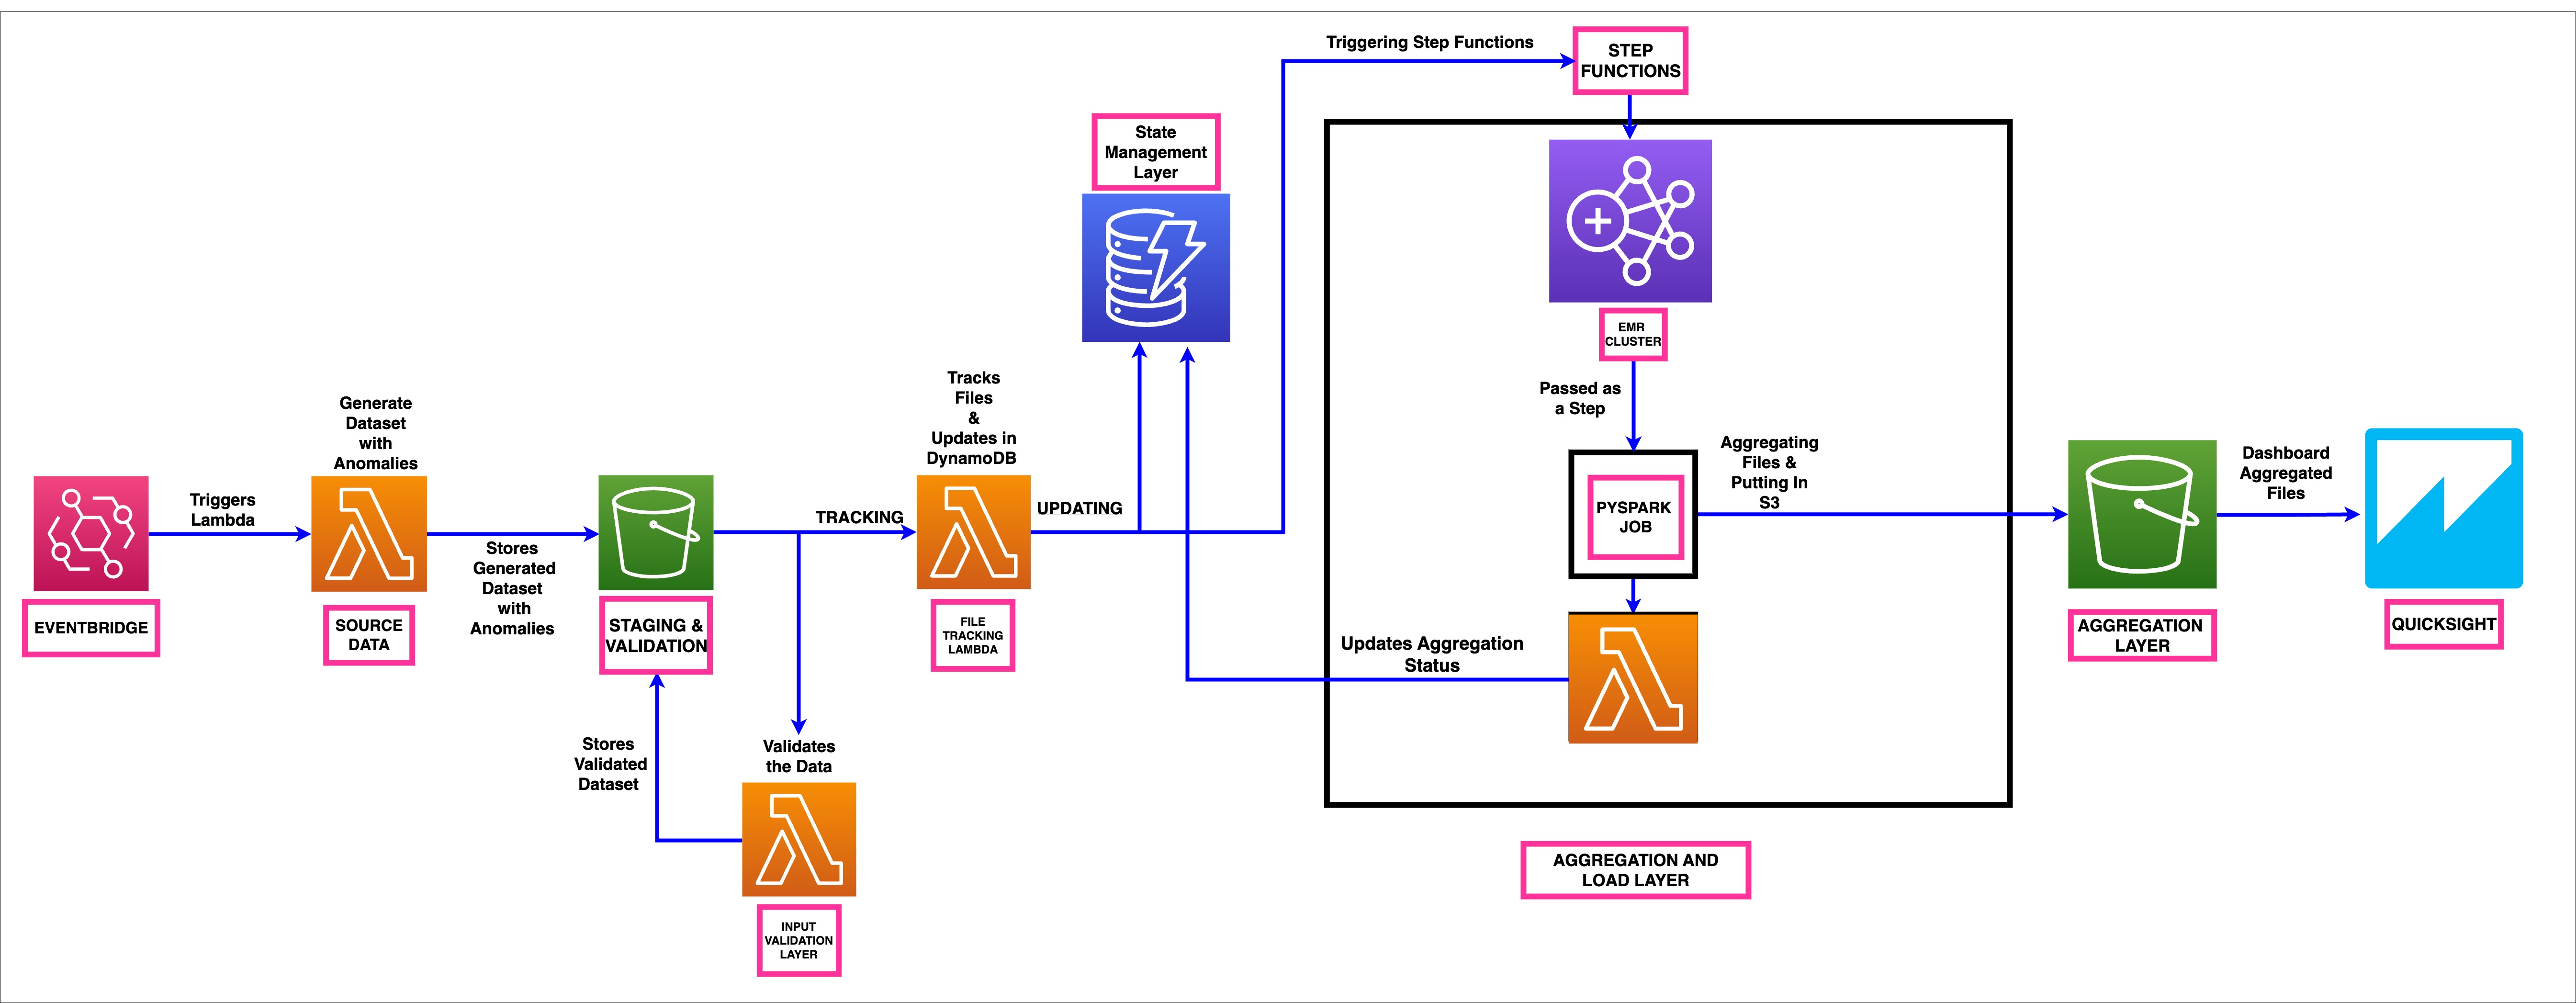 Triggering Step Functions
STEP
FUNCTIONS
State
Management
Layer
EMR
CLUSTER
Passed as
a Step
Tracks
Files
&
Updates in
DynamoDB
Generate
Dataset
with
Anomalies
Triggers
Lambda
EVENTBRIDGE
SOURCE
DATA
Stores
Generated
Dataset
with
Anomalies
STAGING &
VALIDATION
TRACKING
FILE
TRACKING
LAMBDA
UPDATING
Aggregating
Files &
Putting In
S3
PYSPARK
JOB
Updates Aggregation
Status
Dashboard
Aggregated
Files
AGGREGATION
LAYER
QUICKSIGHT
Stores
Validated
Dataset
Validates
the Data
INPUT
VALIDATION
LAYER
AGGREGATION AND
LOAD LAYER